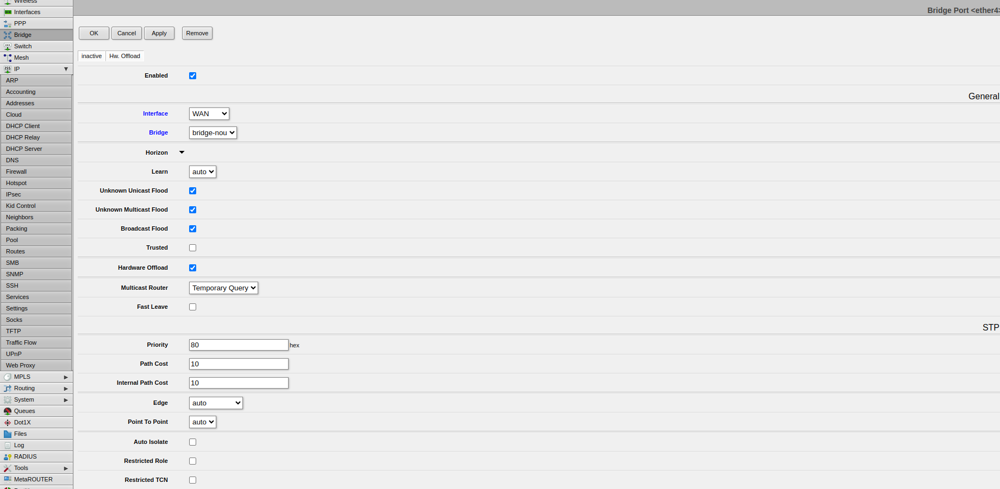 Wireless
Interfaces
PPP
Bridge
Switch
Mesh
IP
ARP
Accounting
Addresses
Cloud
DHCP Client
DHCP Relay
DHCP Server
DNS
Firewall
Hotspot
IPsec
Kid Control
Neighbors
Packing
Pool
Routes
SMB
SNMP
SSH
Services
Settings
Socks
TFTP
Traffic Flow
UPnP
Web Proxy
MPLS
Routing
System
Queues
Dot1X
Files
Log
RADIUS
Tools
MetaROUTER
Bridge Port <ether4>
OK Cancel Apply Remove
inactive Hw. Offload
Enabled
General
Interface WAN
Bridge bridge-nou
Horizon
Learn auto
Unknown Unicast Flood
Unknown Multicast Flood
Broadcast Flood
Trusted
Hardware Offload
Multicast Router Temporary Query
Fast Leave
STP
Priority 80 hex
Path Cost 10
Internal Path Cost 10
Edge auto
Point To Point auto
Auto Isolate
Restricted Role
Restricted TCN